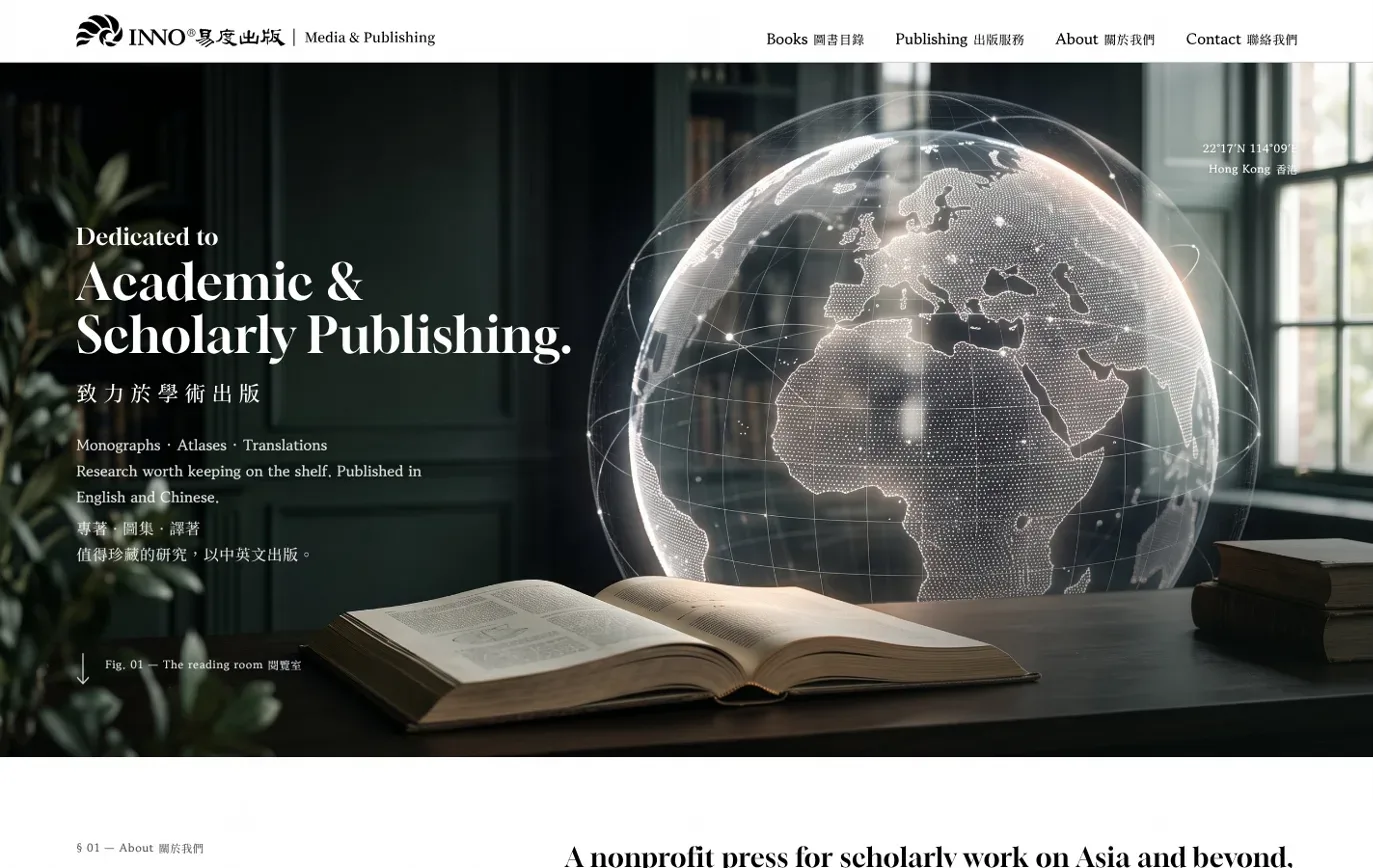 INNO®易度出版 | Media & Publishing
Books 圖書目錄
Publishing 出版服務
About 關於我們
Contact 聯絡我們
22°17′N 114°09′E
Hong Kong 香港
Dedicated to
Academic &
Scholarly Publishing.
致力於學術出版
Monographs · Atlases · Translations
Research worth keeping on the shelf. Published in
English and Chinese.
專著 · 圖集 · 譯著
值得珍藏的研究，以中英文出版。
Fig. 01 — The reading room 閱覽室
§ 01 — About 關於我們
A nonprofit press for scholarly work on Asia and beyond,